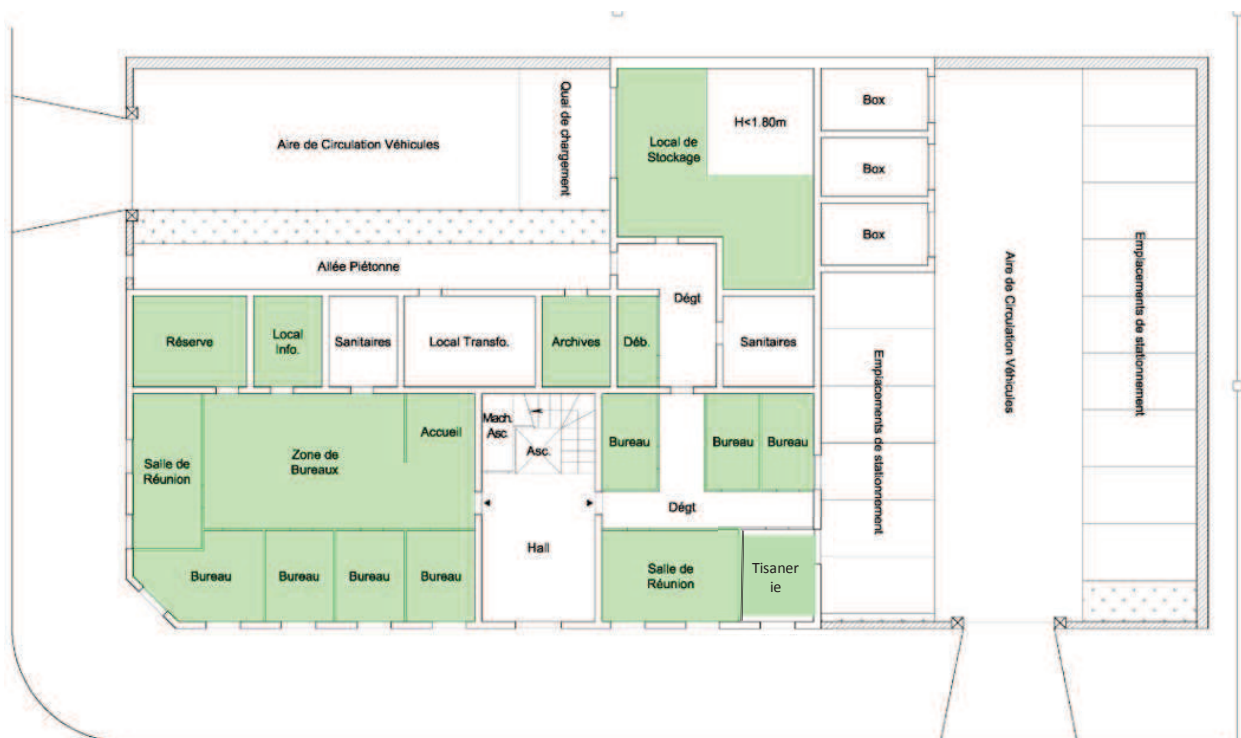 Aire de Circulation Véhicules
Quai de chargement
Local de
Stockage
H<1.80m
Box
Box
Box
Aire de Circulation Véhicules
Emplacements de stationnement
Emplacements de stationnement
Allée Piétonne
Dégt
Réserve
Local
Info.
Sanitaires
Local Transfo.
Archives
Déb.
Sanitaires
Salle de
Réunion
Zone de
Bureaux
Accueil
Mach.
Asc.
Asc.
Bureau
Bureau
Bureau
Dégt
Hall
Bureau
Bureau
Bureau
Bureau
Salle de
Réunion
Tisaner
ie